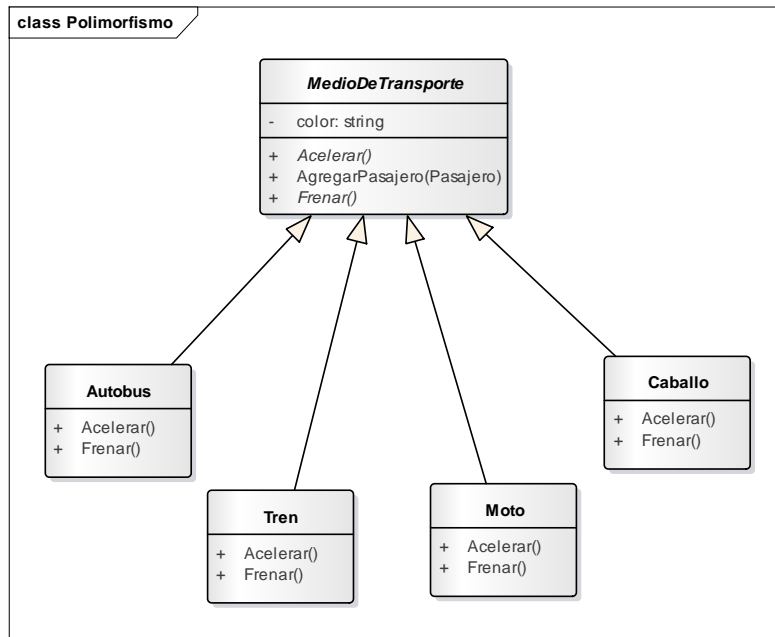 class Polimorfismo
MedioDeTransporte
- color: string
+ Acelerar()
+ AgregarPasajero(Pasajero)
+ Frenar()
Autobus
+ Acelerar()
+ Frenar()
Caballo
+ Acelerar()
+ Frenar()
Tren
+ Acelerar()
+ Frenar()
Moto
+ Acelerar()
+ Frenar()